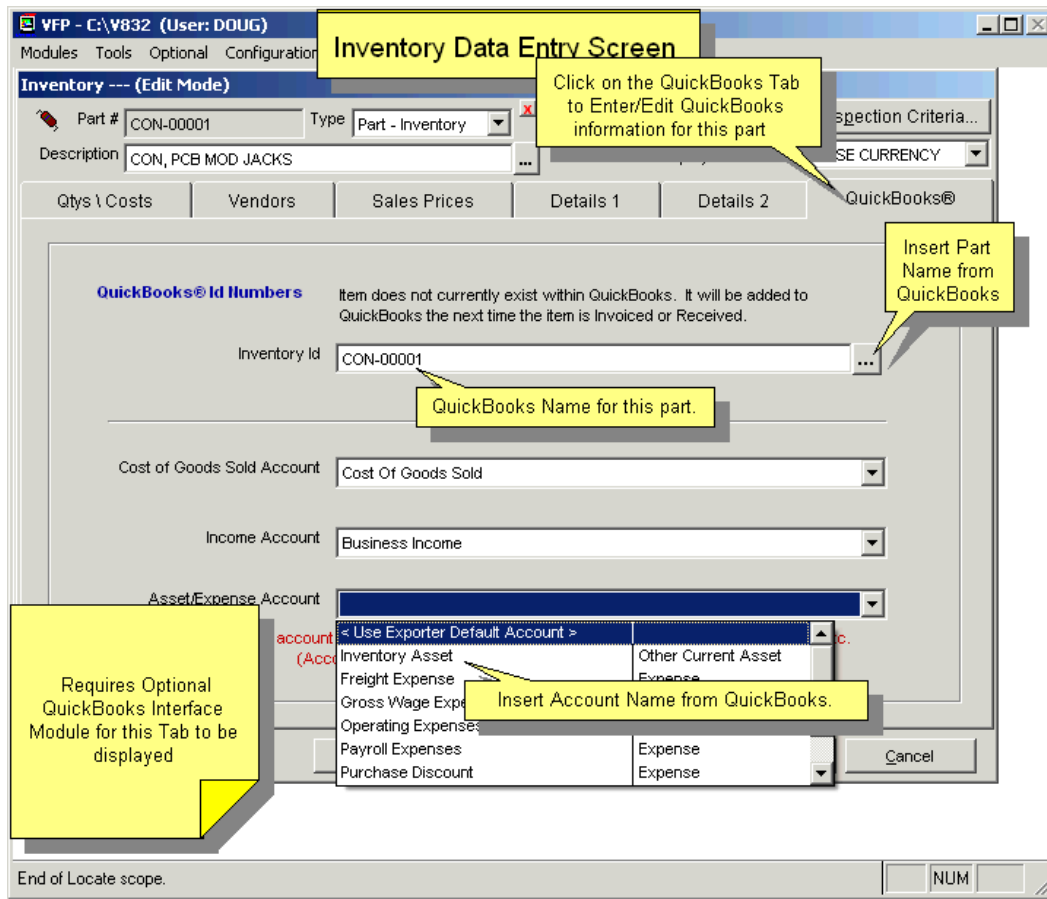 VFP - C:\V832 (User: DOUG)
Modules Tools Optional Configuration
Inventory Data Entry Screen
Inventory --- (Edit Mode)
Click on the QuickBooks Tab
to Enter/Edit QuickBooks
information for this part
Part # CON-00001 Type Part - Inventory x
spection Criteria...
Description CON, PCB MOD JACKS ...
SE CURRENCY
Qtys \ Costs Vendors Sales Prices Details 1 Details 2 QuickBooks®
Insert Part
Name from
QuickBooks
QuickBooks® Id Numbers
Item does not currently exist within QuickBooks. It will be added to
QuickBooks the next time the item is Invoiced or Received.
Inventory Id CON-00001 ...
QuickBooks Name for this part.
Cost of Goods Sold Account Cost Of Goods Sold
Income Account Business Income
Asset/Expense Account
account
(Acc
c.
< Use Exporter Default Account >
Inventory Asset Other Current Asset
Freight Expense Expense
Gross Wage Expe
Insert Account Name from QuickBooks.
Operating Expenses
Payroll Expenses Expense
Purchase Discount Expense
Requires Optional
QuickBooks Interface
Module for this Tab to be
displayed
Cancel
End of Locate scope. NUM